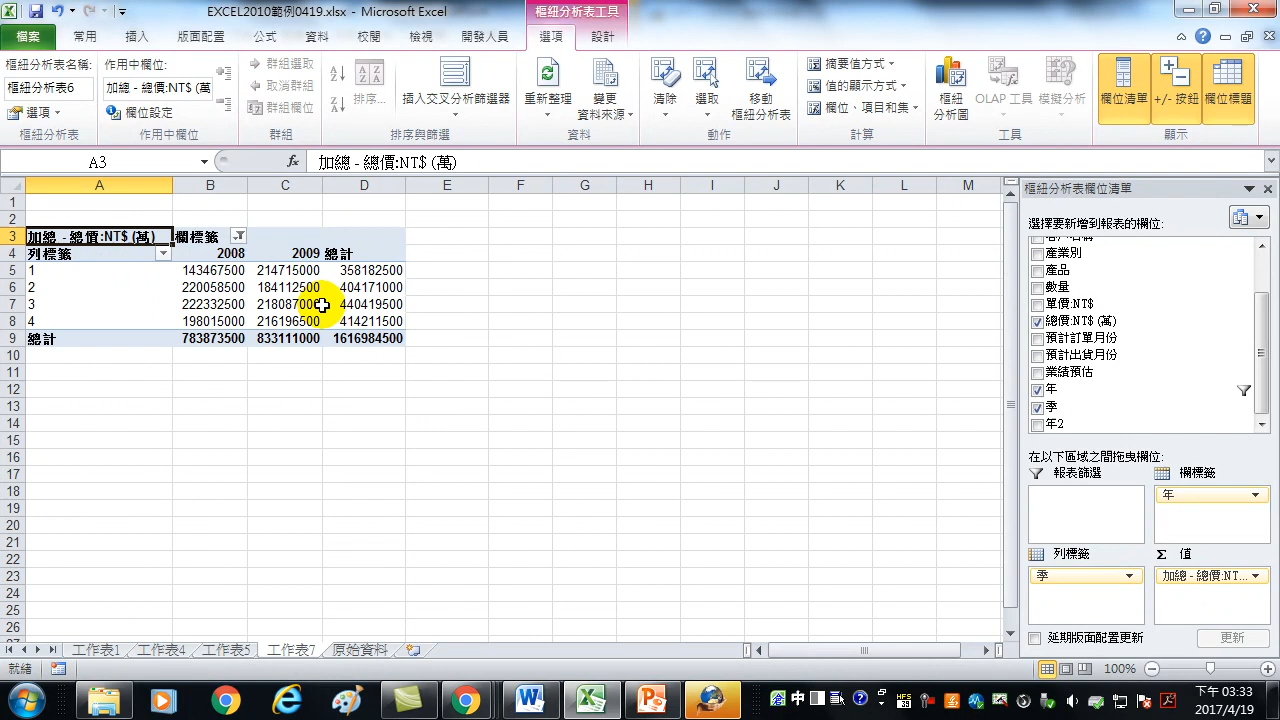 EXCEL2010範例0419.xlsx - Microsoft Excel
樞紐分析表工具
檔案 常用 插入 版面配置 公式 資料 校閱 檢視 開發人員 選項 設計
樞紐分析表名稱:
樞紐分析表6
選項
樞紐分析表
作用中欄位:
加總 - 總價:NT$ (萬)
欄位設定
作用中欄位
群組選取
取消群組
群組欄位
群組
排序...
插入交叉分析篩選器
排序與篩選
重新整理
變更
資料來源
資料
清除
選取
移動
樞紐分析表
動作
摘要值方式
值的顯示方式
欄位、項目和集
計算
樞紐
分析圖
OLAP 工具
模擬分析
工具
欄位清單
+/- 按鈕
欄位標題
顯示
A3
fx
加總 - 總價:NT$ (萬)
A B C D E F G H I J K L M
1
2
3 加總 - 總價:NT$ (萬) 欄標籤
4 列標籤 2008 2009 總計
5 1 143467500 214715000 358182500
6 2 220058500 184112500 404171000
7 3 222332500 218087000 440419500
8 4 198015000 216196500 414211500
9 總計 783873500 833111000 1616984500
10
11
12
13
14
15
16
17
18
19
20
21
22
23
24
25
26
樞紐分析表欄位清單
選擇要新增到報表的欄位:
產業別
產品
數量
單價:NT$
總價:NT$ (萬)
預計訂單月份
預計出貨月份
業績預估
年
季
年2
在以下區域之間拖曳欄位:
報表篩選
欄標籤
年
列標籤
Σ 值
季
加總 - 總價:NT...
延期版面配置更新
更新
工作表1 工作表4 工作表5 工作表7 原始資料
就緒
100%
中
HFS
下午 03:33
2017/4/19